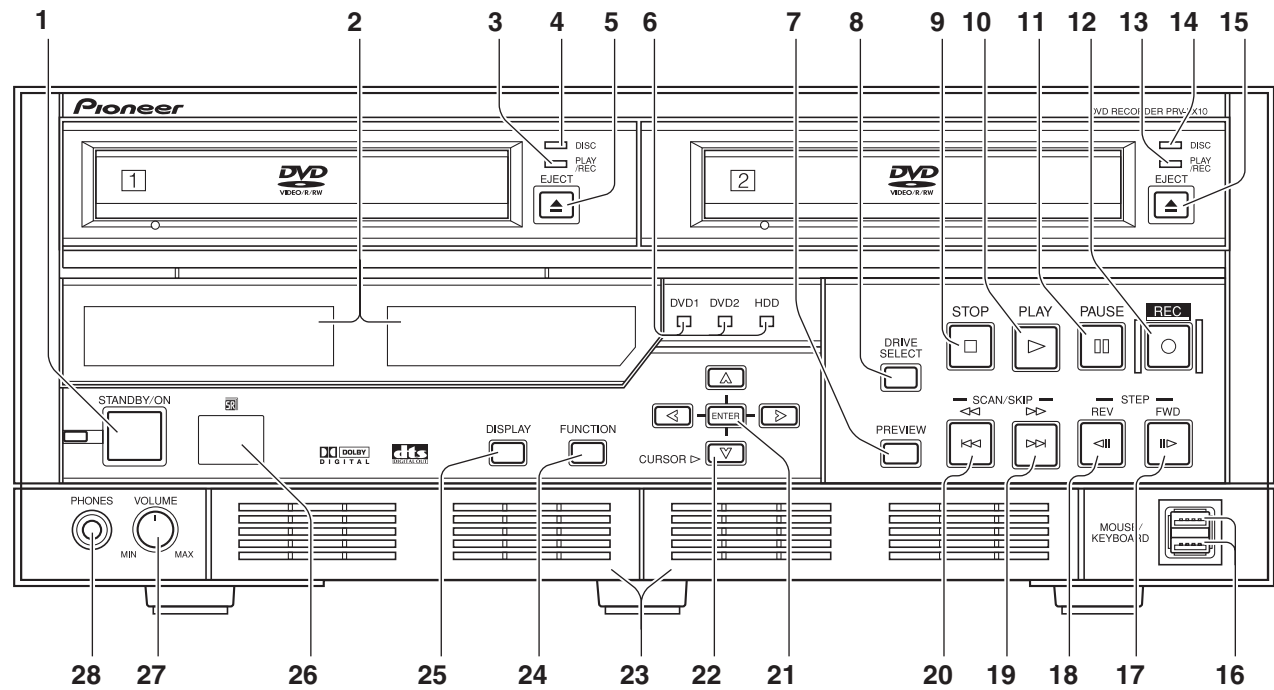 1 2 3 4 5 6 7 8 9 10 11 12 13 14 15
Pioneer
DVD RECORDER PRV-LX10
DISC
PLAY
/REC
EJECT
1
DVD
VIDEO/R/RW
DISC
PLAY
/REC
EJECT
2
DVD
VIDEO/R/RW
DVD1 DVD2 HDD
STOP PLAY PAUSE REC
DRIVE
SELECT
STANDBY/ON
SR
DOLBY
DIGITAL
dts
DIGITAL OUT
DISPLAY FUNCTION
ENTER
CURSOR
PREVIEW
SCAN/SKIP STEP
REV FWD
PHONES VOLUME
MIN MAX
MOUSE/
KEYBOARD
28 27 26 25 24 23 22 21 20 19 18 17 16